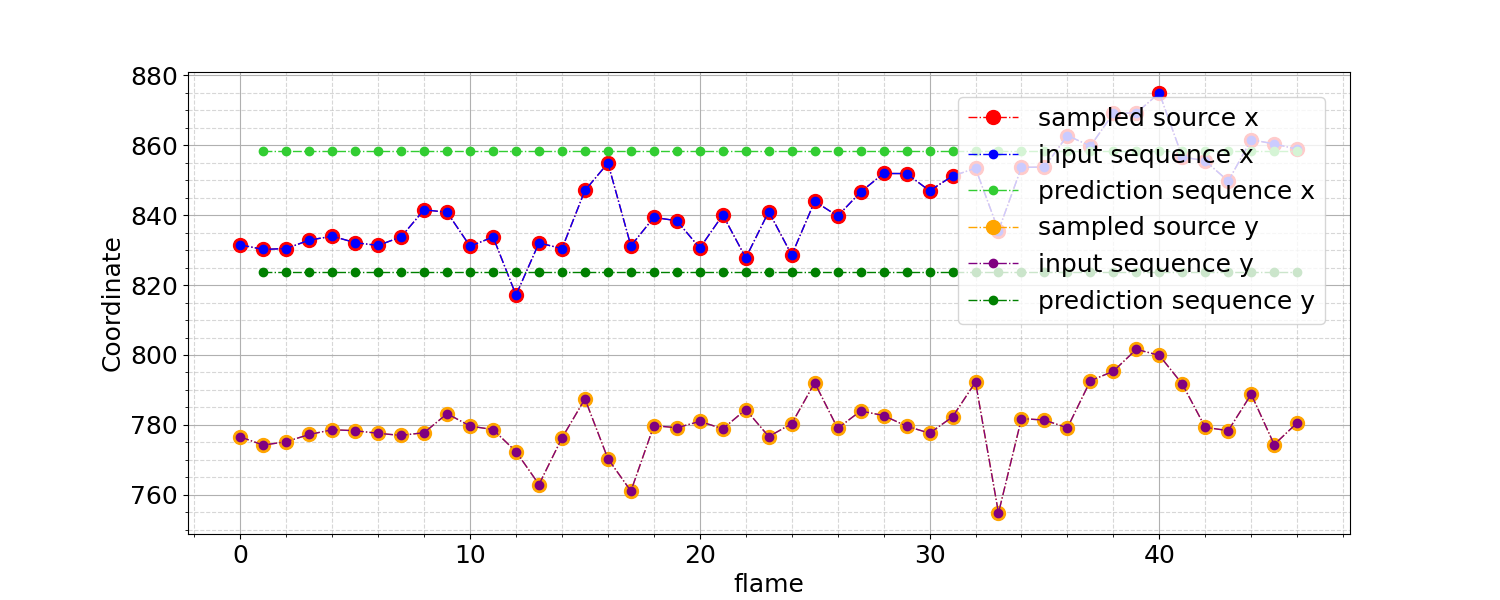 880
860
840
820
800
780
760
Coordinate
0 10 20 30 40
flame
sampled source x
input sequence x
prediction sequence x
sampled source y
input sequence y
prediction sequence y